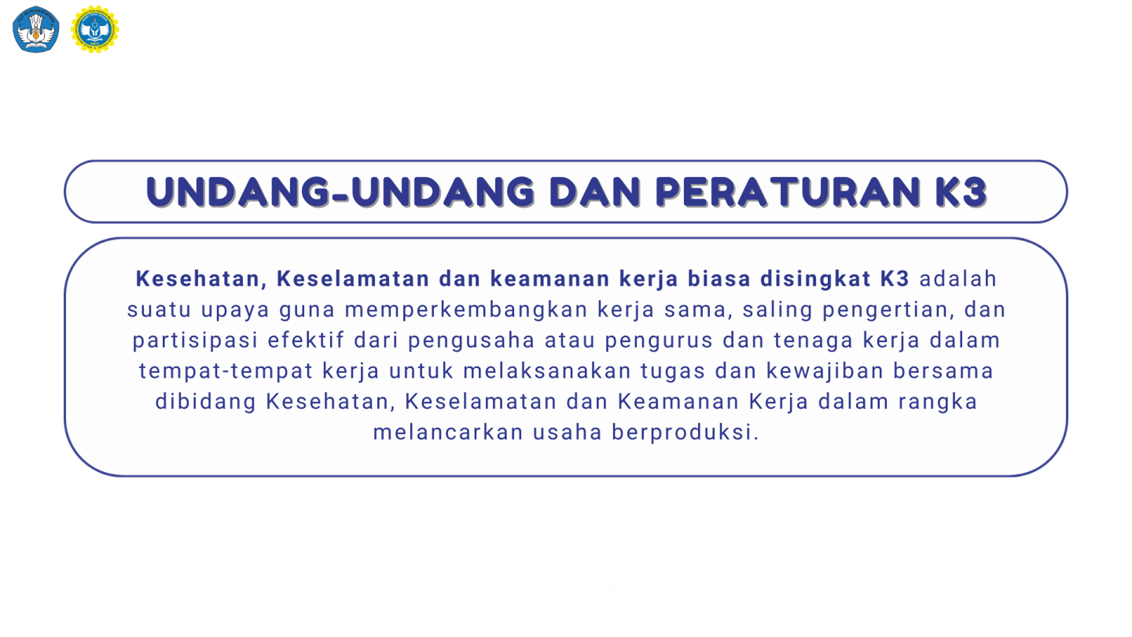 UNDANG-UNDANG DAN PERATURAN K3
Kesehatan, Keselamatan dan keamanan kerja biasa disingkat K3 adalah
suatu upaya guna memperkembangkan kerja sama, saling pengertian, dan
partisipasi efektif dari pengusaha atau pengurus dan tenaga kerja dalam
tempat-tempat kerja untuk melaksanakan tugas dan kewajiban bersama
dibidang Kesehatan, Keselamatan dan Keamanan Kerja dalam rangka
melancarkan usaha berproduksi.